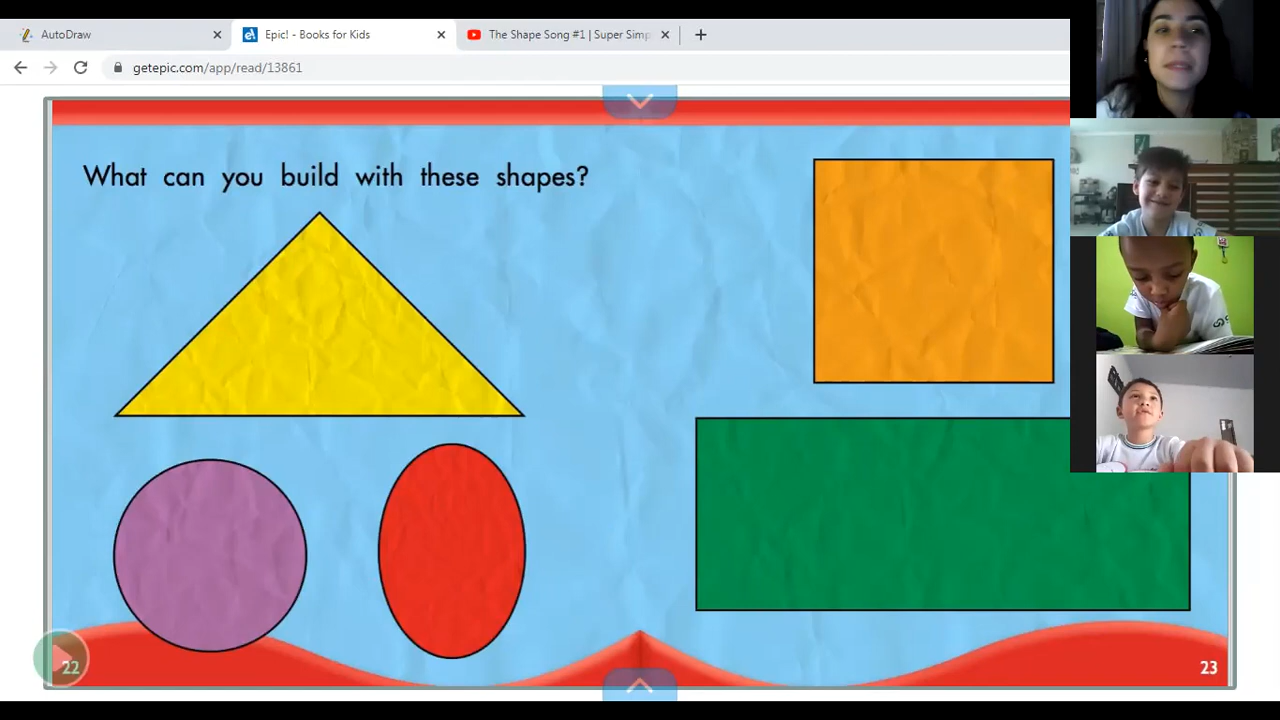 AutoDraw
Epic! - Books for Kids
The Shape Song #1 | Super Simp
getepic.com/app/read/13861
What can you build with these shapes?
22
23